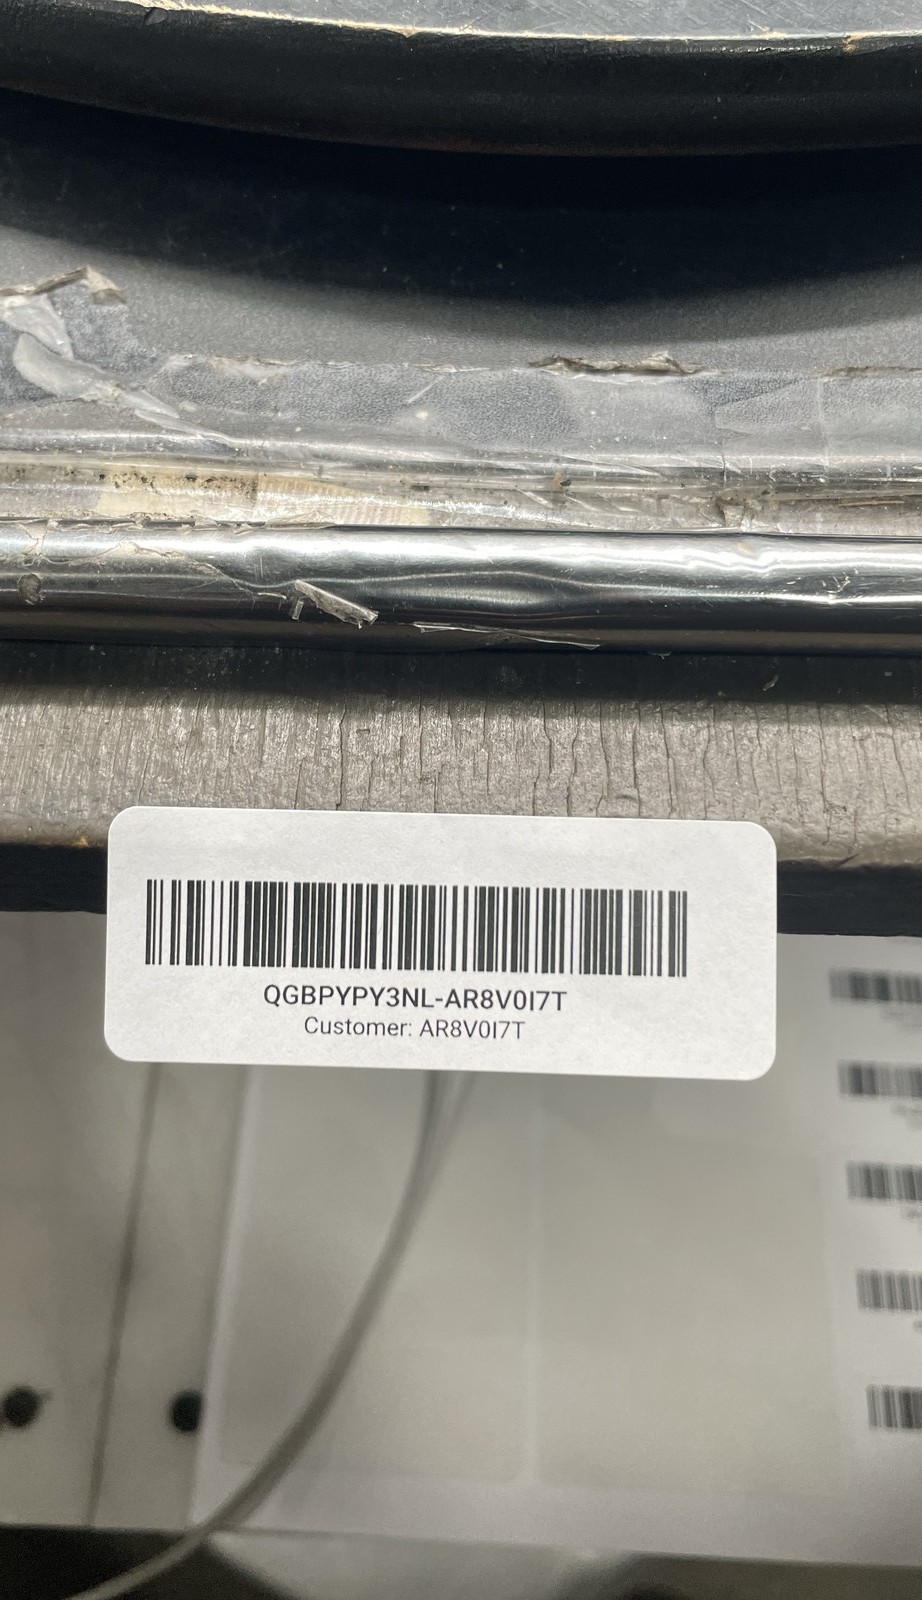 QGBPYPY3NL-AR8V0I7T
Customer: AR8V0I7T